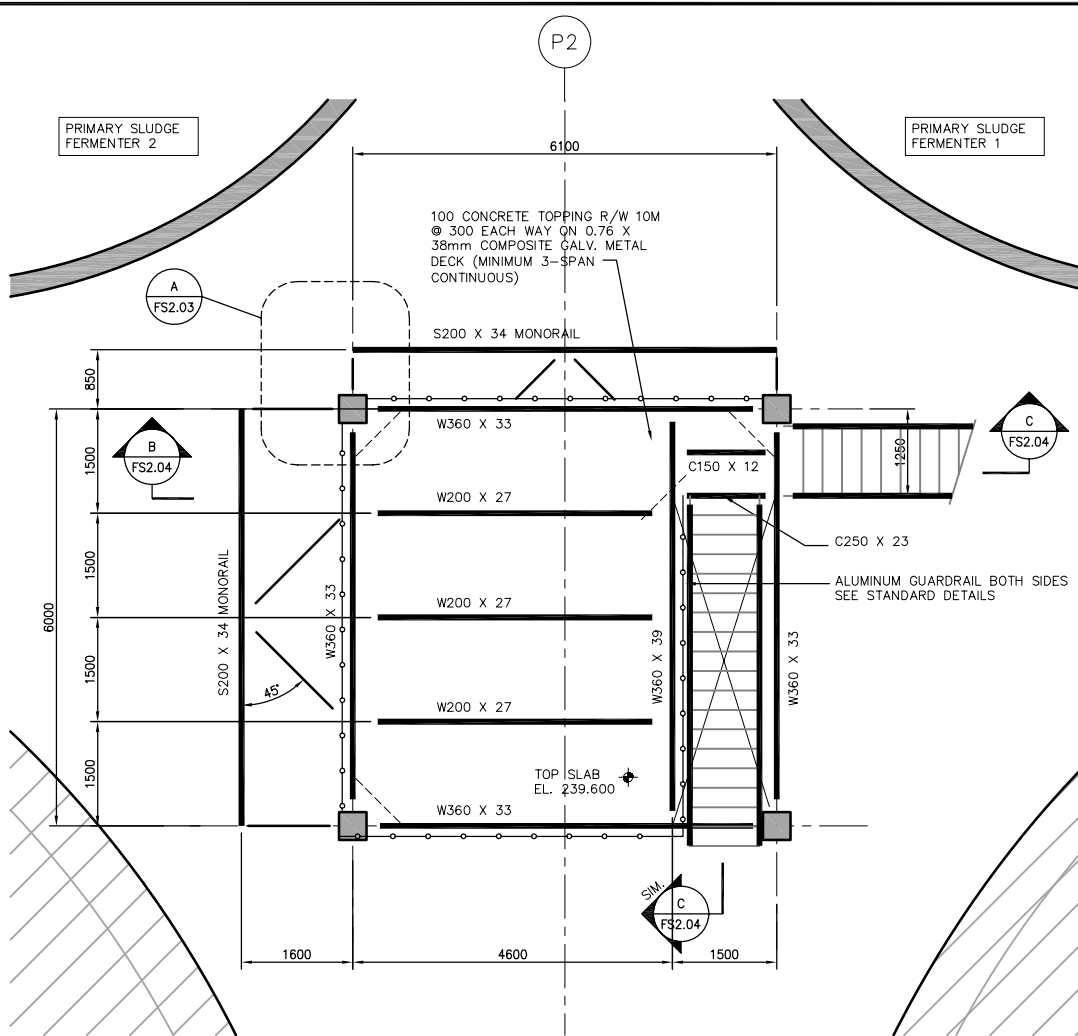 P2
PRIMARY SLUDGE
FERMENTER 2
PRIMARY SLUDGE
FERMENTER 1
6100
100 CONCRETE TOPPING R/W 10M
@ 300 EACH WAY ON 0.76 X
38mm COMPOSITE GALV. METAL
DECK (MINIMUM 3-SPAN
CONTINUOUS)
A
FS2.03
S200 X 34 MONORAIL
850
W360 X 33
B
FS2.04
C
FS2.04
1500
1250
C150 X 12
W200 X 27
C250 X 23
1500
ALUMINUM GUARDRAIL BOTH SIDES
SEE STANDARD DETAILS
6000
S200 X 34 MONORAIL
W360 X 33
W200 X 27
W360 X 39
W360 X 33
1500
45°
W200 X 27
1500
TOP SLAB
EL. 239.600
W360 X 33
SIM.
C
FS2.04
1600
4600
1500